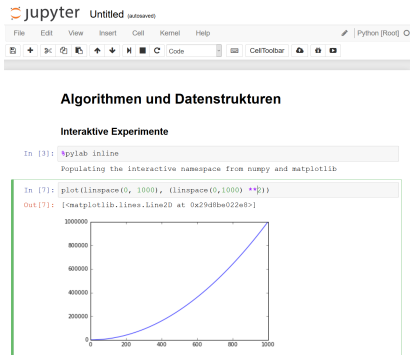 jupyter Untitled (autosaved)
File Edit View Insert Cell Kernel Help Python [Root]
Code CellToolbar
Algorithmen und Datenstrukturen
Interaktive Experimente
In [3]: %pylab inline
Populating the interactive namespace from numpy and matplotlib
In [7]: plot(linspace(0, 1000), (linspace(0,1000) **2))
Out[7]: [<matplotlib.lines.Line2D at 0x29d8be022e8>]
1000000
800000
600000
400000
200000
0
0 200 400 600 800 1000